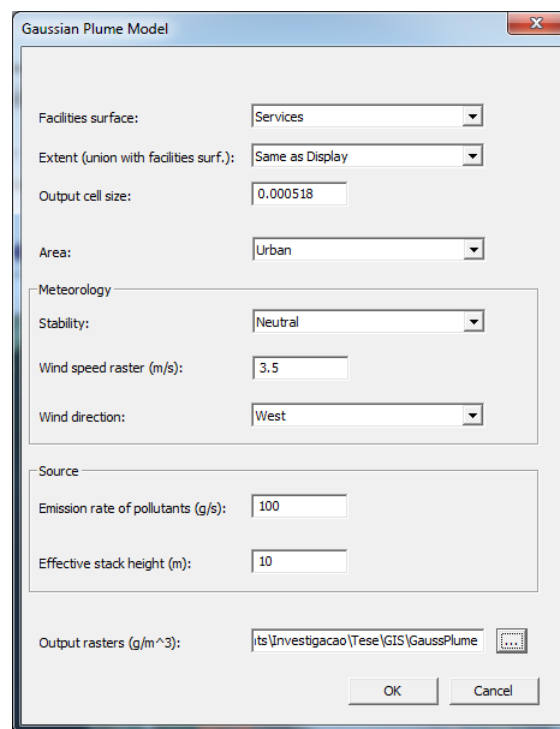 Gaussian Plume Model
Facilities surface: Services
Extent (union with facilities surf.): Same as Display
Output cell size: 0.000518
Area: Urban
Meteorology
Stability: Neutral
Wind speed raster (m/s): 3.5
Wind direction: West
Source
Emission rate of pollutants (g/s): 100
Effective stack height (m): 10
Output rasters (g/m^3): ıts\Investigacao\Tese\GIS\GaussPlume ...
OK Cancel